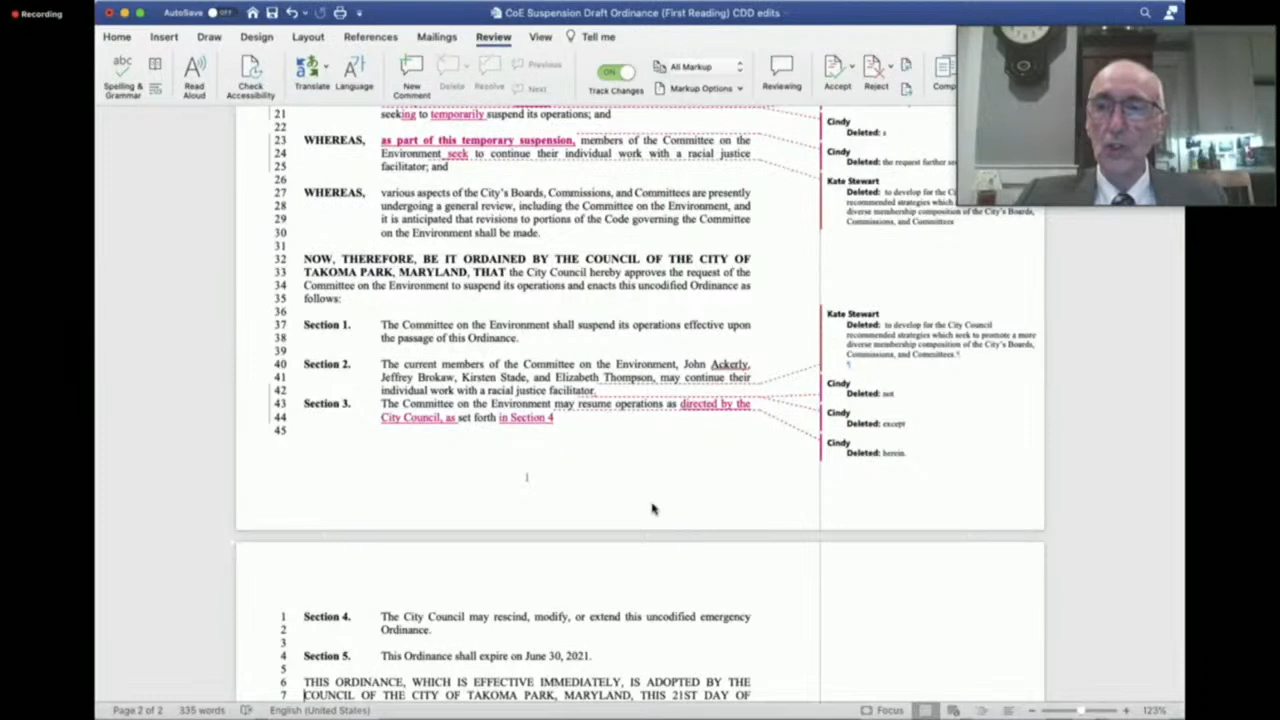 Recording
AutoSave OFF
CoE Suspension Draft Ordinance (First Reading) CDD edits
Home Insert Draw Design Layout References Mailings Review View Tell me
Spelling & Grammar
Read Aloud
Check Accessibility
Translate
Language
New Comment
Delete
Resolve
Previous
Next
ON
Track Changes
All Markup
Markup Options
Reviewing
Accept
Reject
21 seeking to temporarily suspend its operations; and
22
23 WHEREAS, as part of this temporary suspension, members of the Committee on the
24 Environment seek to continue their individual work with a racial justice
25 facilitator; and
26
27 WHEREAS, various aspects of the City's Boards, Commissions, and Committees are presently
28 undergoing a general review, including the Committee on the Environment, and
29 it is anticipated that revisions to portions of the Code governing the Committee
30 on the Environment shall be made.
31
32 NOW, THEREFORE, BE IT ORDAINED BY THE COUNCIL OF THE CITY OF
33 TAKOMA PARK, MARYLAND, THAT the City Council hereby approves the request of the
34 Committee on the Environment to suspend its operations and enacts this uncodified Ordinance as
35 follows:
36
37 Section 1. The Committee on the Environment shall suspend its operations effective upon
38 the passage of this Ordinance.
39
40 Section 2. The current members of the Committee on the Environment, John Ackerly,
41 Jeffrey Brokaw, Kirsten Stade, and Elizabeth Thompson, may continue their
42 individual work with a racial justice facilitator.
43 Section 3. The Committee on the Environment may resume operations as directed by the
44 City Council, as set forth in Section 4
45
1
Cindy
Deleted: s
Cindy
Deleted: the request further se
Kate Stewart
Deleted: to develop for the Ci
recommended strategies which
diverse membership composition of the City's Boards,
Commissions, and Committees
Kate Stewart
Deleted: to develop for the City Council
recommended strategies which seek to promote a more
diverse membership composition of the City's Boards,
Commissions, and Committees.¶
¶
Cindy
Deleted: not
Cindy
Deleted: except
Cindy
Deleted: herein.
1 Section 4. The City Council may rescind, modify, or extend this uncodified emergency
2 Ordinance.
3
4 Section 5. This Ordinance shall expire on June 30, 2021.
5
6 THIS ORDINANCE, WHICH IS EFFECTIVE IMMEDIATELY, IS ADOPTED BY THE
7 COUNCIL OF THE CITY OF TAKOMA PARK, MARYLAND, THIS 21ST DAY OF
Page 2 of 2 335 words English (United States) Focus 123%